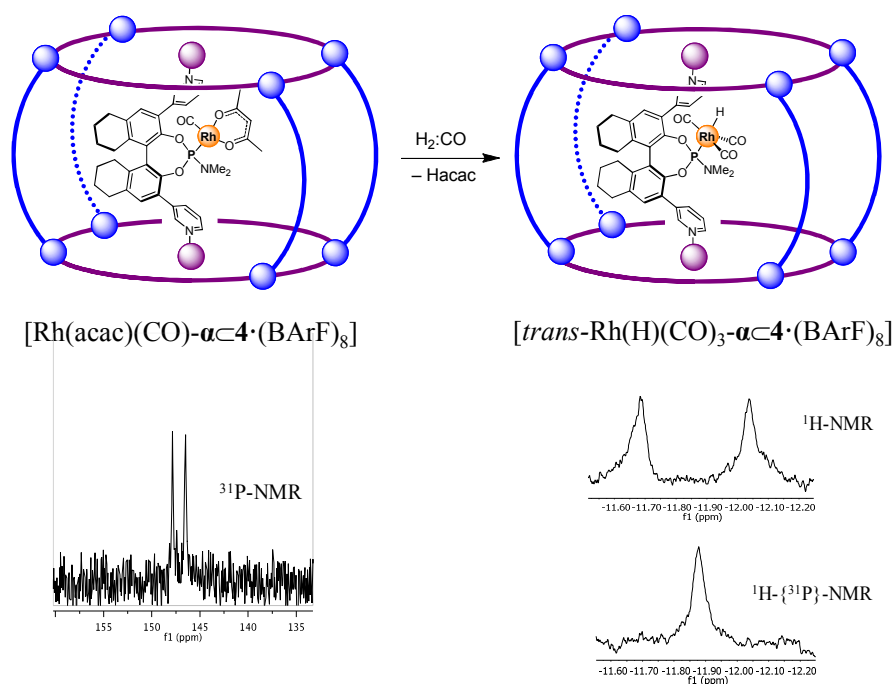 N
CO
Rh
O
O
O
P
O
NMe2
N
H2:CO
– Hacac
N
H
CO
Rh
CO
CO
O
P
O
NMe2
N
[Rh(acac)(CO)-α⊂4·(BArF)8]
[trans-Rh(H)(CO)3-α⊂4·(BArF)8]
31P-NMR
155 150 145 140 135
f1 (ppm)
1H-NMR
-11.60 -11.70 -11.80 -11.90 -12.00 -12.10 -12.20
f1 (ppm)
1H-{31P}-NMR
-11.60 -11.70 -11.80 -11.90 -12.00 -12.10 -12.20
f1 (ppm)